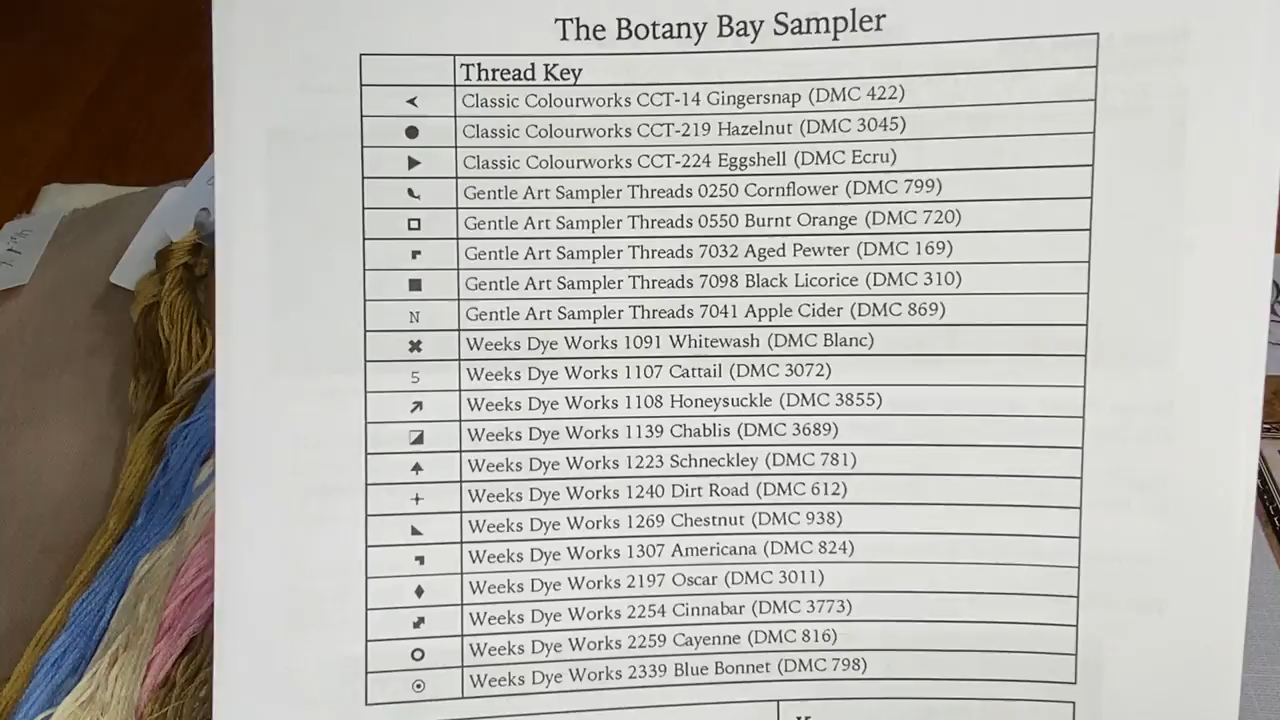 The Botany Bay Sampler
Thread Key
Classic Colourworks CCT-14 Gingersnap (DMC 422)
Classic Colourworks CCT-219 Hazelnut (DMC 3045)
Classic Colourworks CCT-224 Eggshell (DMC Ecru)
Gentle Art Sampler Threads 0250 Cornflower (DMC 799)
Gentle Art Sampler Threads 0550 Burnt Orange (DMC 720)
Gentle Art Sampler Threads 7032 Aged Pewter (DMC 169)
Gentle Art Sampler Threads 7098 Black Licorice (DMC 310)
N Gentle Art Sampler Threads 7041 Apple Cider (DMC 869)
Weeks Dye Works 1091 Whitewash (DMC Blanc)
5 Weeks Dye Works 1107 Cattail (DMC 3072)
Weeks Dye Works 1108 Honeysuckle (DMC 3855)
Weeks Dye Works 1139 Chablis (DMC 3689)
Weeks Dye Works 1223 Schneckley (DMC 781)
Weeks Dye Works 1240 Dirt Road (DMC 612)
Weeks Dye Works 1269 Chestnut (DMC 938)
Weeks Dye Works 1307 Americana (DMC 824)
Weeks Dye Works 2197 Oscar (DMC 3011)
Weeks Dye Works 2254 Cinnabar (DMC 3773)
Weeks Dye Works 2259 Cayenne (DMC 816)
Weeks Dye Works 2339 Blue Bonnet (DMC 798)